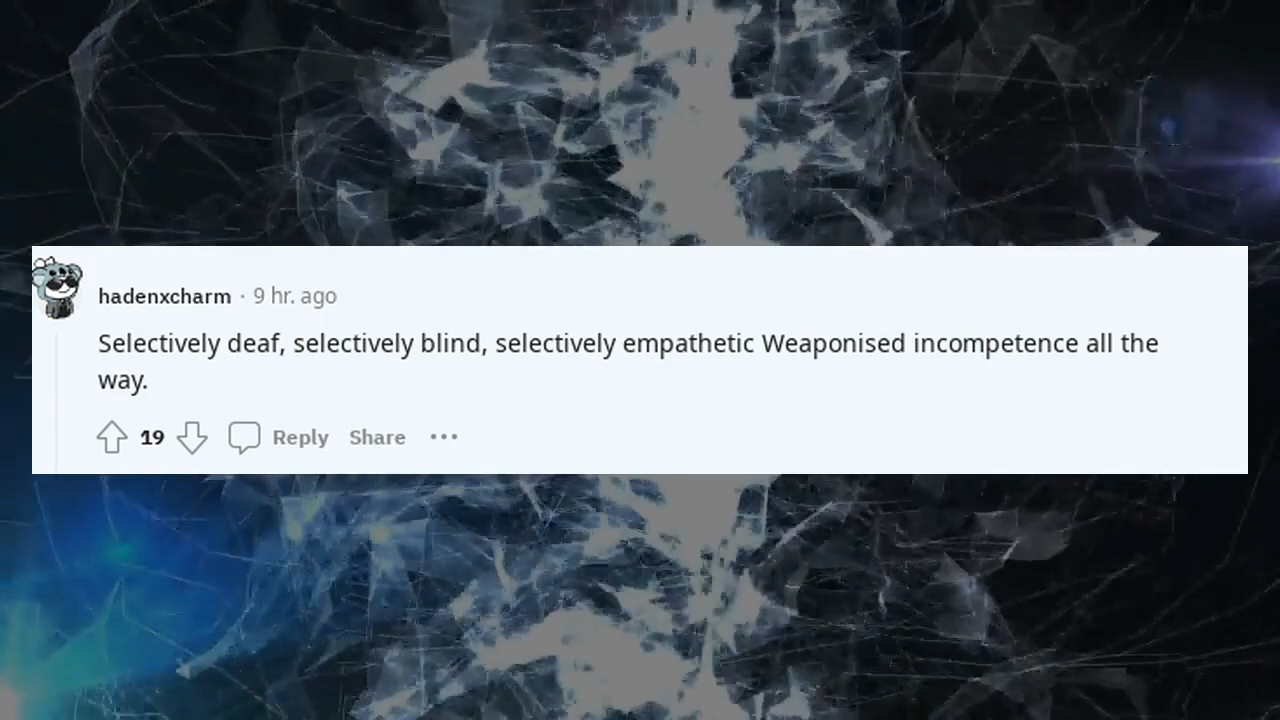 hadenxcharm · 9 hr. ago
Selectively deaf, selectively blind, selectively empathetic Weaponised incompetence all the
way.
19 Reply Share ···